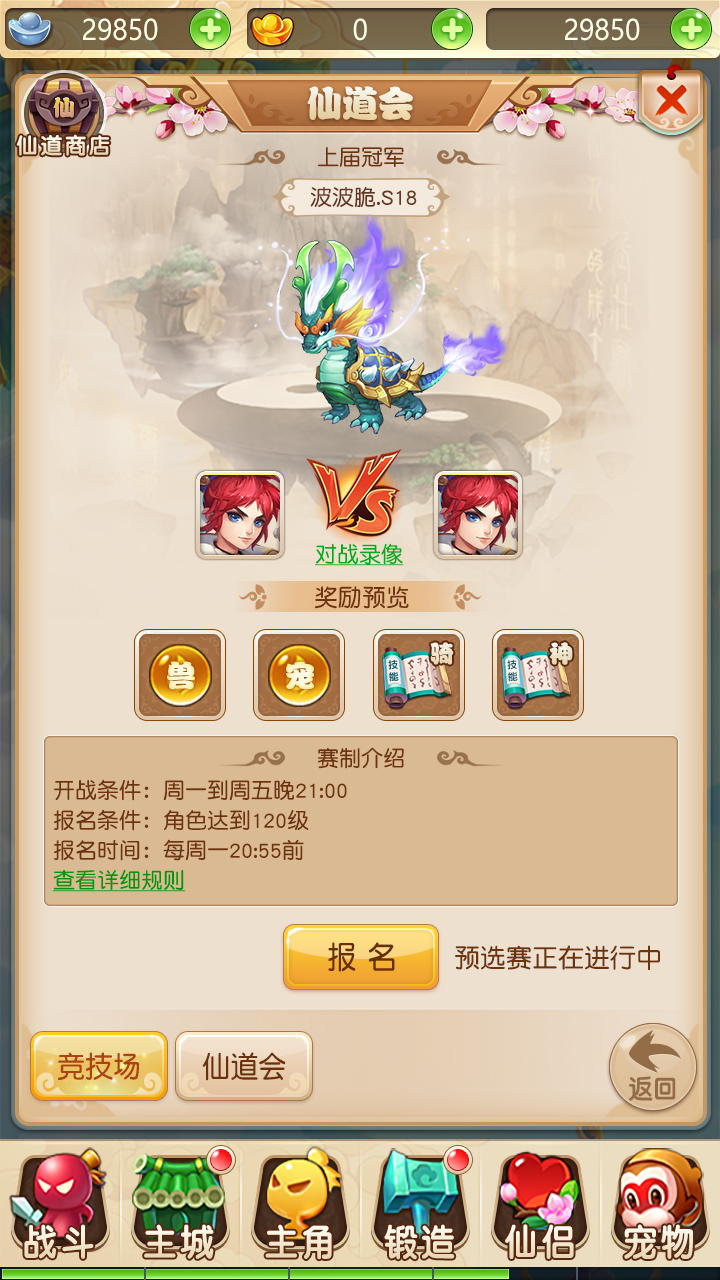 29850
0
29850
仙
仙道商店
仙道会
上届冠军
波波脆.S18
VS
对战录像
奖励预览
兽
宠
技能
骑
技能
神
赛制介绍
开战条件：周一到周五晚21:00
报名条件：角色达到120级
报名时间：每周一20:55前
查看详细规则
报名
预选赛正在进行中
竞技场
仙道会
返回
战斗
主城
主角
锻造
仙侣
宠物